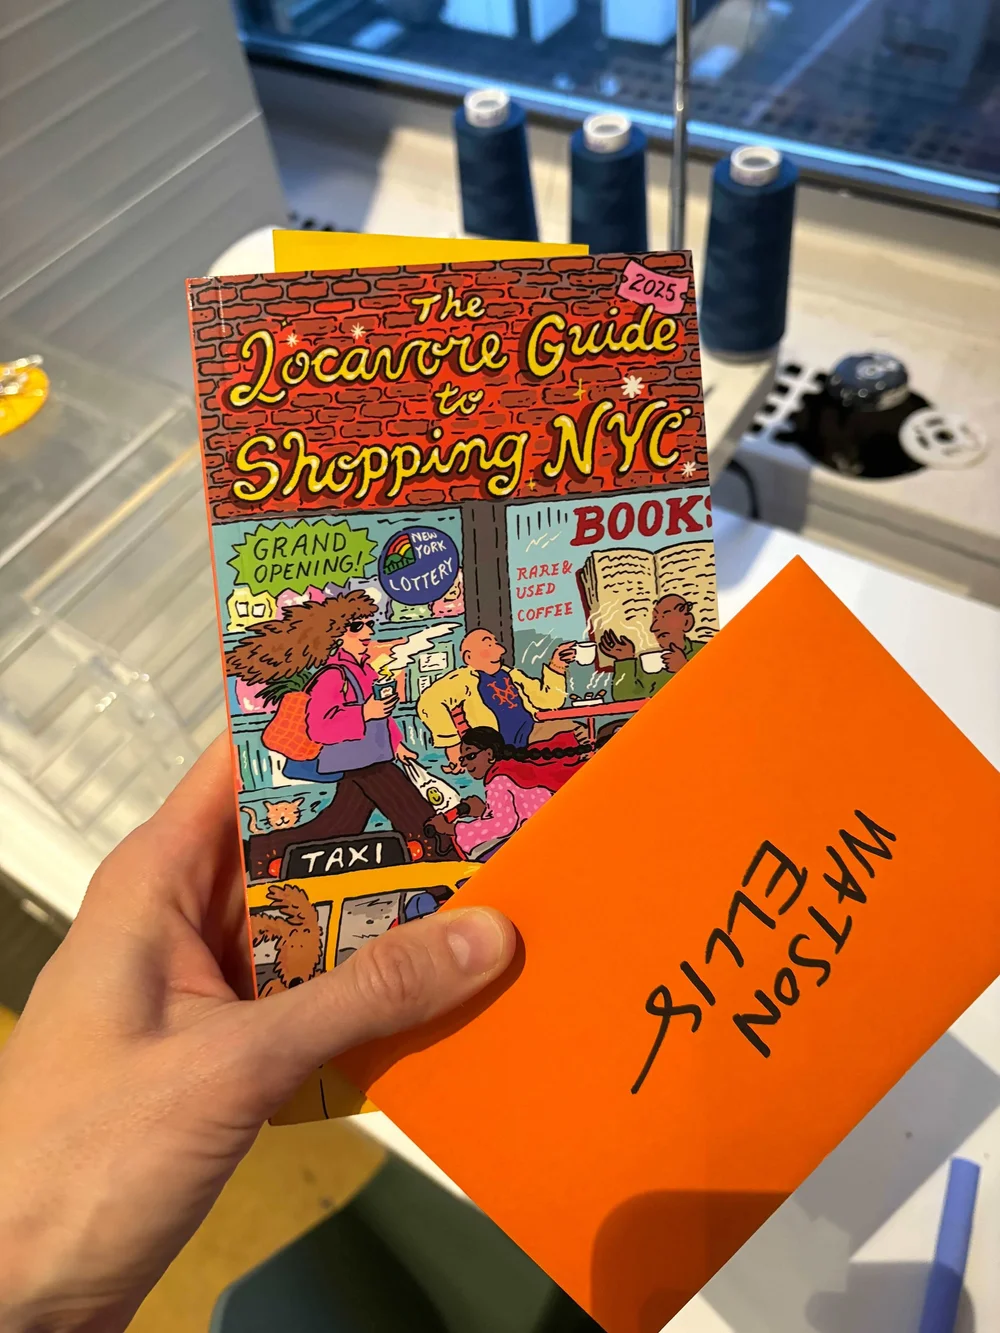 2025
The
Locavore Guide
to
Shopping NYC
GRAND
OPENING!
NEW
YORK
LOTTERY
BOOKS
RARE &
USED
COFFEE
TAXI
WATSON
ELLIS